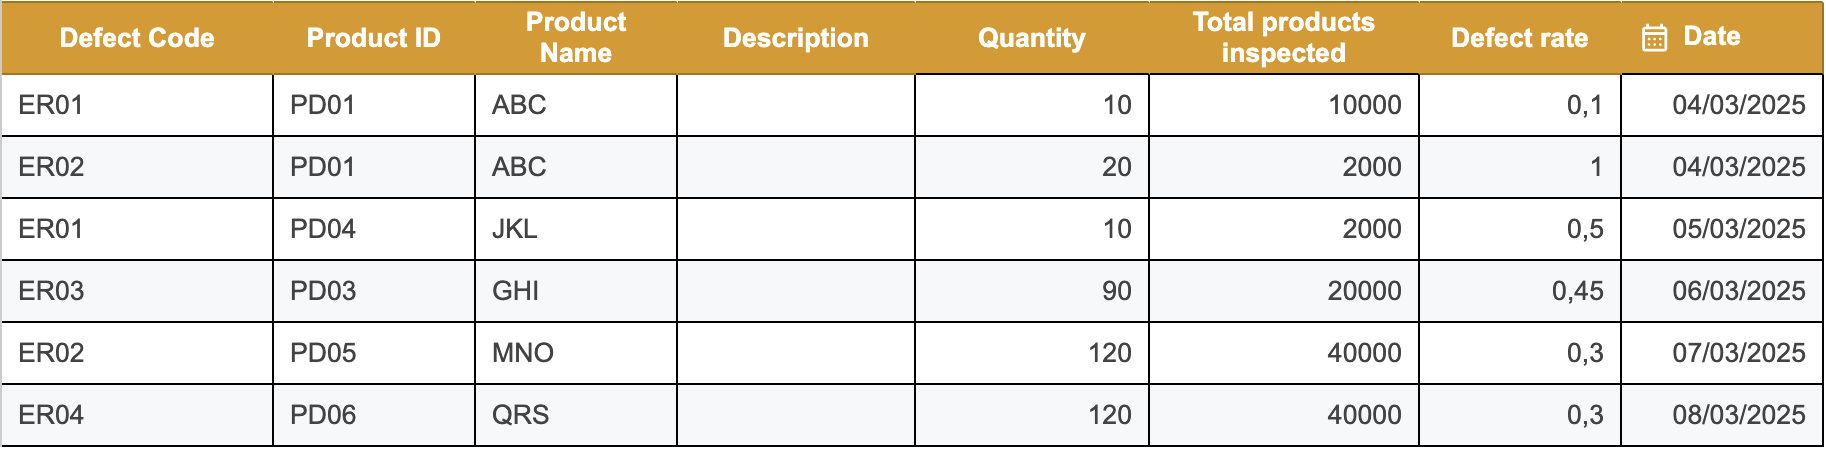 Defect Code Product ID Product Name Description Quantity Total products inspected Defect rate Date
ER01 PD01 ABC 10 10000 0,1 04/03/2025
ER02 PD01 ABC 20 2000 1 04/03/2025
ER01 PD04 JKL 10 2000 0,5 05/03/2025
ER03 PD03 GHI 90 20000 0,45 06/03/2025
ER02 PD05 MNO 120 40000 0,3 07/03/2025
ER04 PD06 QRS 120 40000 0,3 08/03/2025